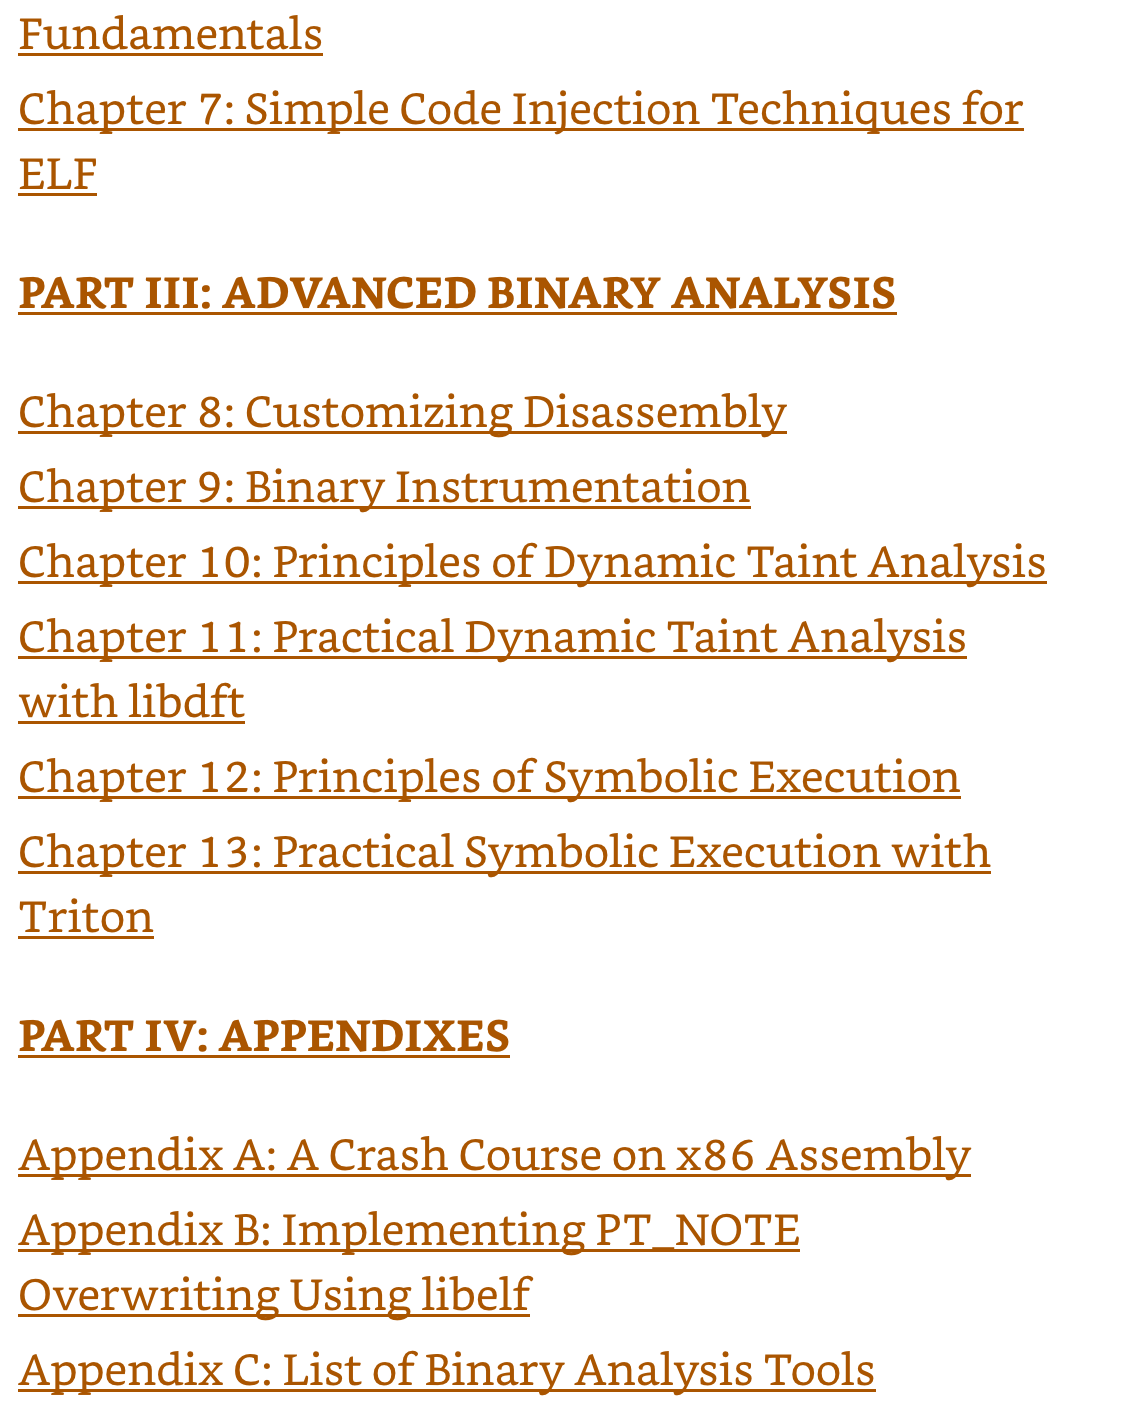 Fundamentals
Chapter 7: Simple Code Injection Techniques for
ELF
PART III: ADVANCED BINARY ANALYSIS
Chapter 8: Customizing Disassembly
Chapter 9: Binary Instrumentation
Chapter 10: Principles of Dynamic Taint Analysis
Chapter 11: Practical Dynamic Taint Analysis
with libdft
Chapter 12: Principles of Symbolic Execution
Chapter 13: Practical Symbolic Execution with
Triton
PART IV: APPENDIXES
Appendix A: A Crash Course on x86 Assembly
Appendix B: Implementing PT_NOTE
Overwriting Using libelf
Appendix C: List of Binary Analysis Tools